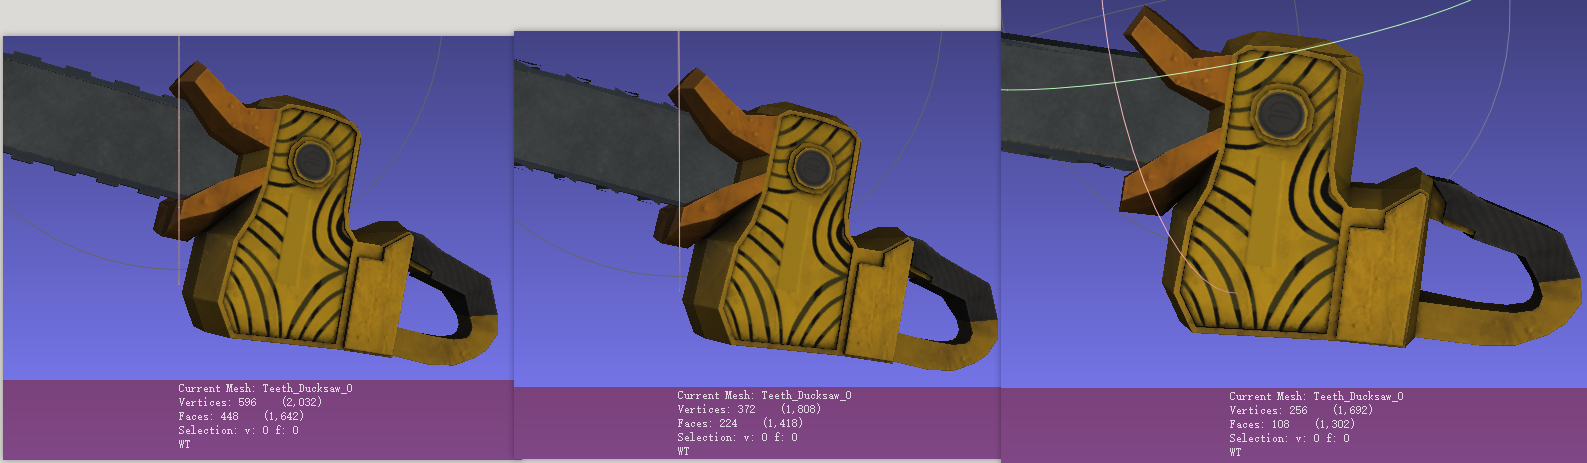 Current Mesh: Teeth_Ducksaw_0
Vertices: 596 (2,032)
Faces: 448 (1,642)
Selection: v: 0 f: 0
WT
Current Mesh: Teeth_Ducksaw_0
Vertices: 372 (1,808)
Faces: 224 (1,418)
Selection: v: 0 f: 0
WT
Current Mesh: Teeth_Ducksaw_0
Vertices: 256 (1,692)
Faces: 108 (1,302)
Selection: v: 0 f: 0
WT